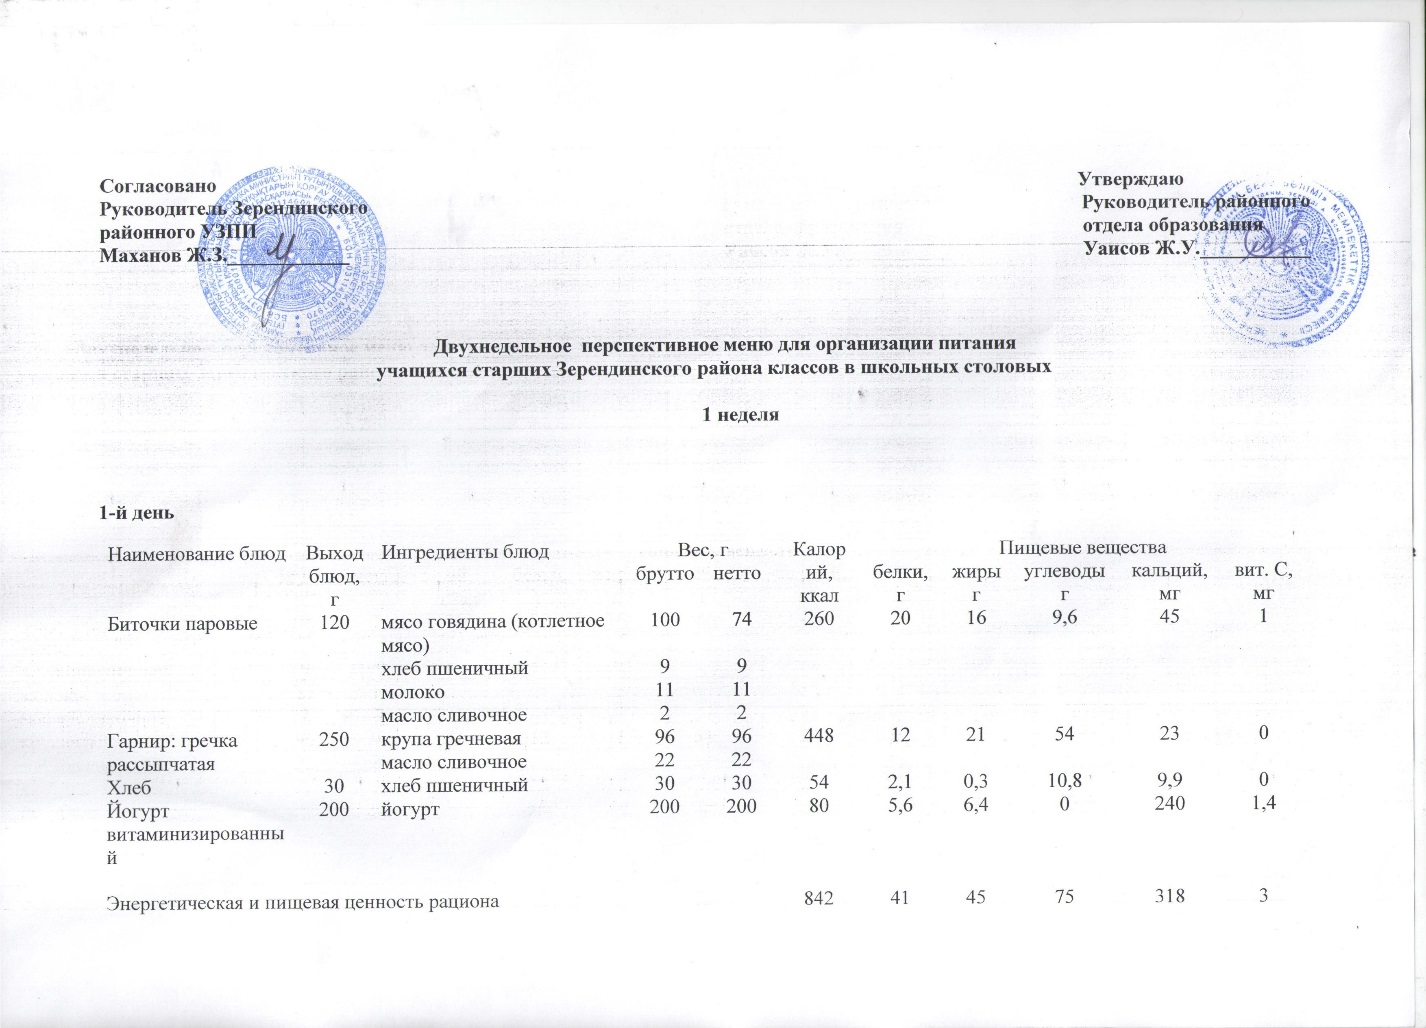 Согласовано
Руководитель Зерендинского
районного УЗПП
Маханов Ж.З.
Утверждаю
Руководитель районного
отдела образования
Уаисов Ж.У.
Двухнедельное перспективное меню для организации питания
учащихся старших Зерендинского района классов в школьных столовых
1 неделя
1-й день
Наименование блюд Выход Ингредиенты блюд Вес, г Калор Пищевые вещества
блюд, брутто нетто ий, белки, жиры углеводы кальций, вит. С,
г ккал г г г мг мг
Биточки паровые 120 мясо говядина (котлетное 100 74 260 20 16 9,6 45 1
мясо)
хлеб пшеничный 9 9
молоко 11 11
масло сливочное 2 2
Гарнир: гречка 250 крупа гречневая 96 96 448 12 21 54 23 0
рассыпчатая масло сливочное 22 22
Хлеб 30 хлеб пшеничный 30 30 54 2,1 0,3 10,8 9,9 0
Йогурт 200 йогурт 200 200 80 5,6 6,4 0 240 1,4
витаминизированны
й
Энергетическая и пищевая ценность рациона 842 41 45 75 318 3